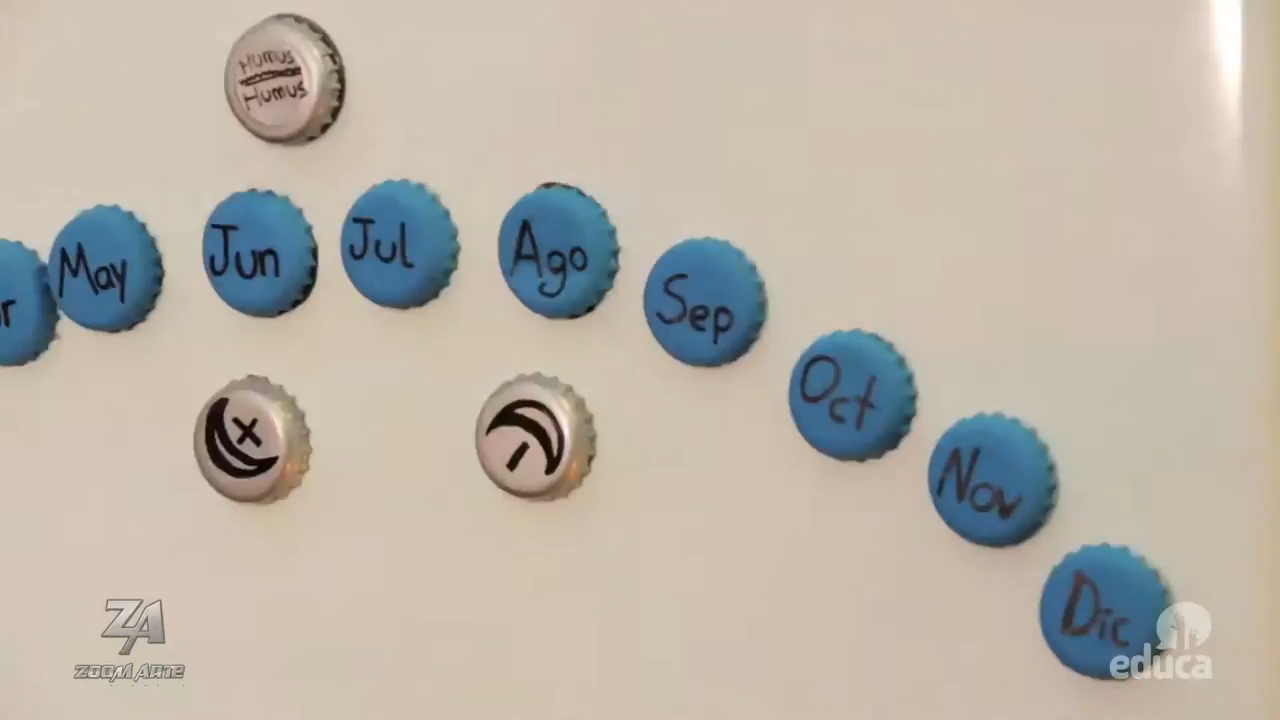 Humus
Humus
r
May
Jun
Jul
Ago
Sep
Oct
Nov
Dic
ZA
ZOOM ARTE
educa